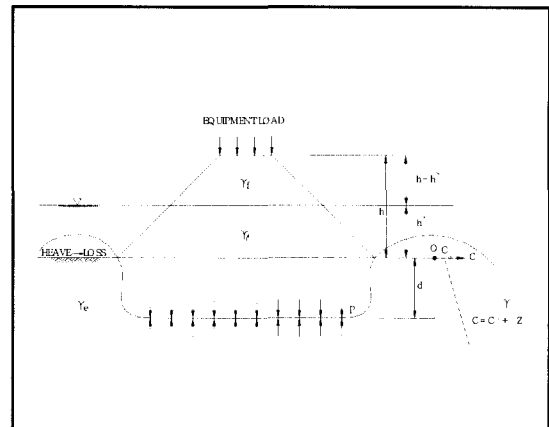 EQUIPMENT LOAD
γf
h-h'
h
h'
γf
HEAVE→LOSS
O C
C
d
γe
P
γ
C=C + Z